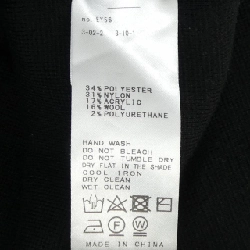 34%POLYESTER
31%NYLON
17%ACRYLIC
16%WOOL
2%POLYURETHANE
HAND WASH
DO NOT BLEACH
DO NOT TUMBLE DRY
DRY FLAT IN THE SHADE
COOL IRON
DRY CLEAN
WET CLEAN
MADE IN CHINA